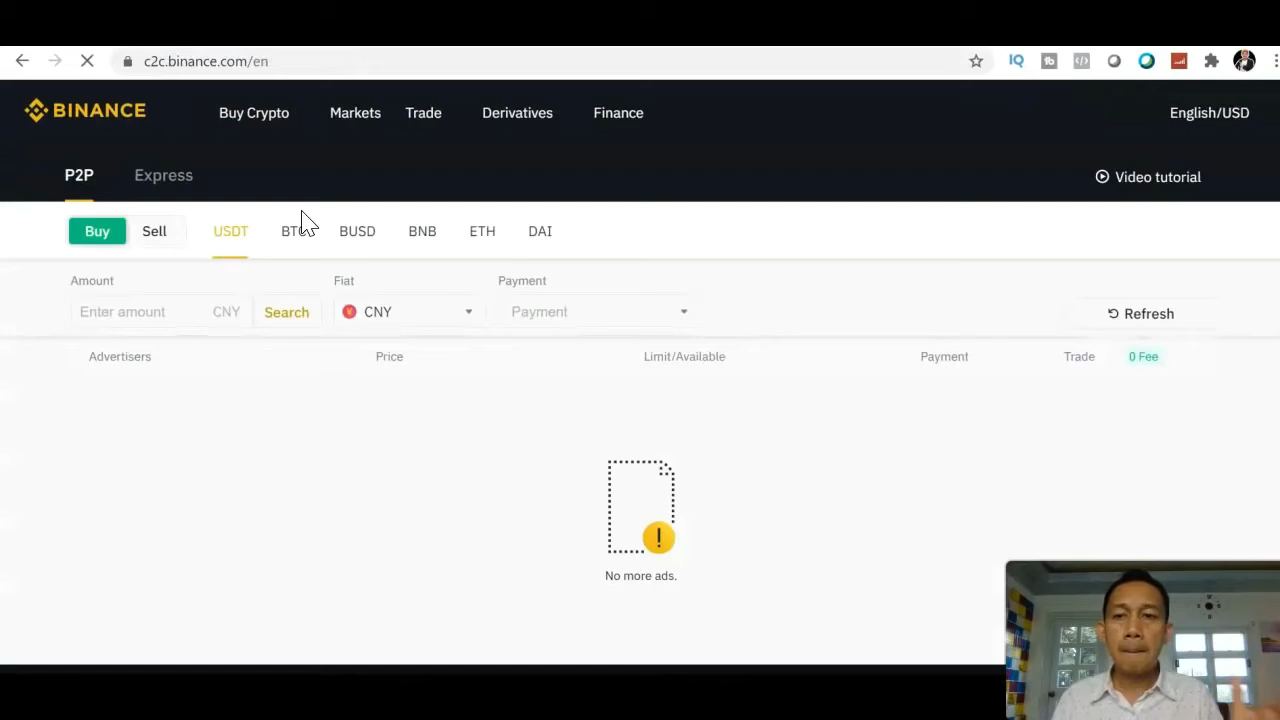 c2c.binance.com/en
IQ
BINANCE
Buy Crypto Markets Trade Derivatives Finance English/USD
P2P Express Video tutorial
Buy Sell USDT BUSD BNB ETH DAI
Amount Fiat Payment
Enter amount CNY Search ¥ CNY Payment Refresh
Advertisers Price Limit/Available Payment Trade 0 Fee
!
No more ads.